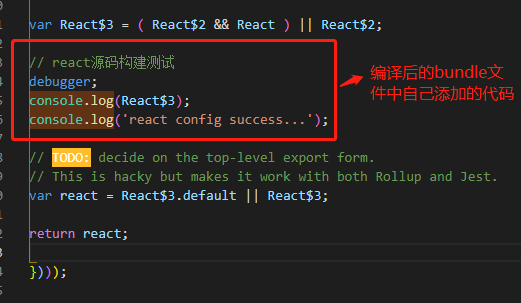 var React$3 = ( React$2 && React ) || React$2;
// react源码构建测试
debugger;
console.log(React$3);
console.log('react config success...');
编译后的bundle文
件中自己添加的代码
// TODO: decide on the top-level export form.
// This is hacky but makes it work with both Rollup and Jest.
var react = React$3.default || React$3;
return react;
})));